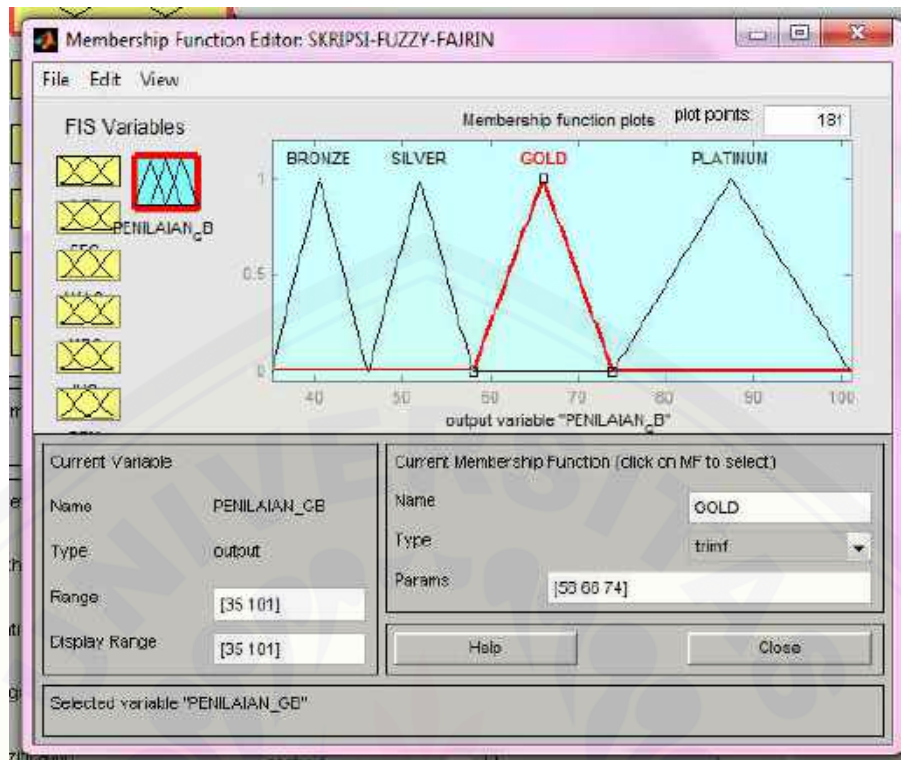 Membership Function Editor: SKRIPSI-FUZZY-FAJRIN
File Edit View
FIS Variables
Membership function plots
plot points:
181
PENILAIAN_GB
BRONZE SILVER GOLD PLATINUM
1
0.5
0
40 50 60 70 80 90 100
output variable "PENILAIAN_GB"
Current Variable
Name PENILAIAN_GB
Type output
Range [35 101]
Display Range [35 101]
Current Membership Function (click on MF to select)
Name GOLD
Type trimf
Params [58 66 74]
Help Close
Selected variable "PENILAIAN_GB"
UNIVERSITAS